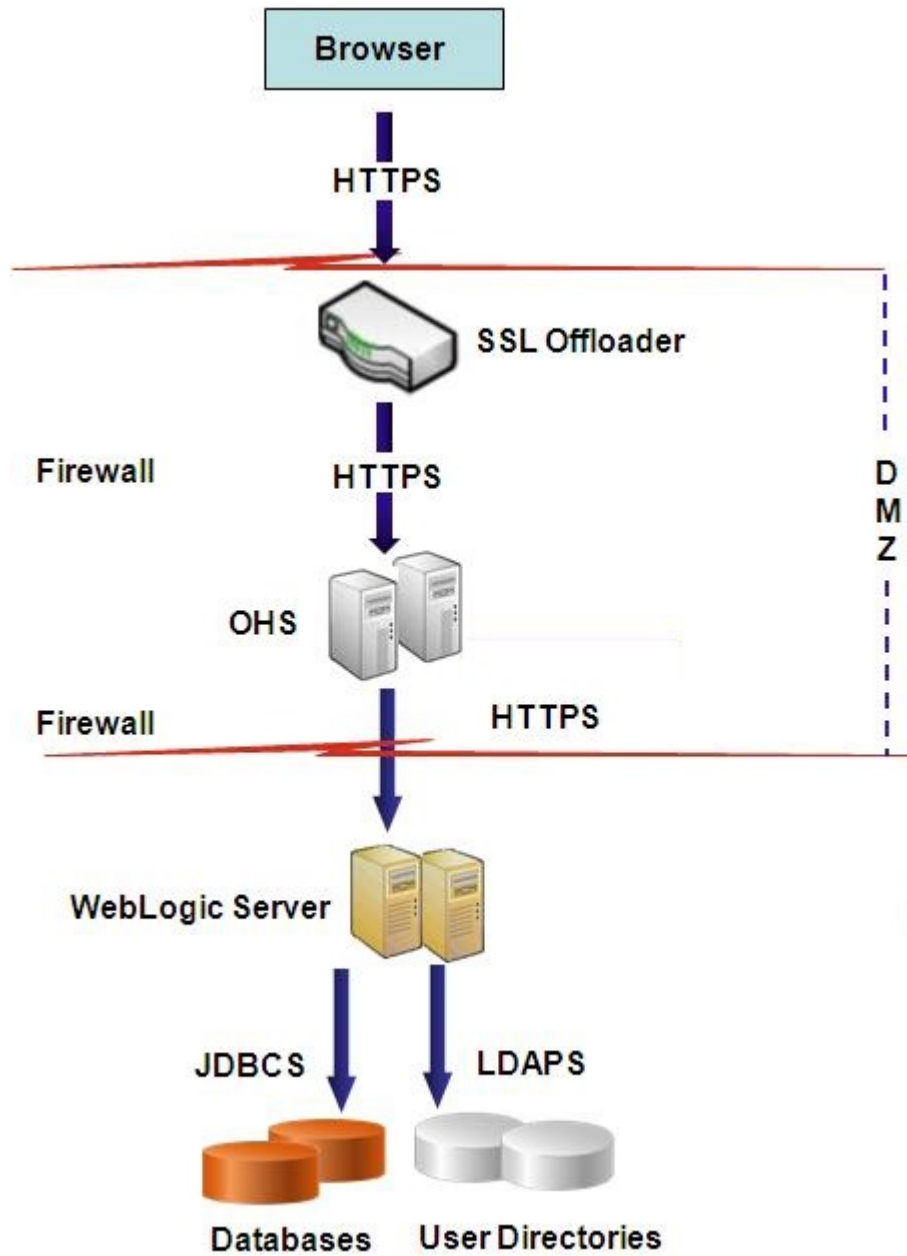 Browser
HTTPS
SSL Offloader
Firewall
HTTPS
D
M
Z
OHS
Firewall
HTTPS
WebLogic Server
JDBCS
LDAPS
Databases
User Directories